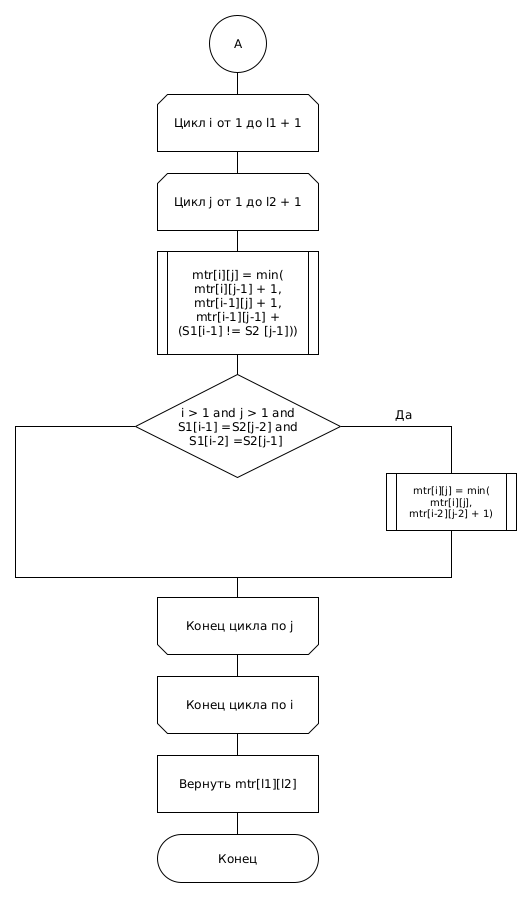 A
Цикл i от 1 до l1 + 1
Цикл j от 1 до l2 + 1
mtr[i][j] = min(
mtr[i][j-1] + 1,
mtr[i-1][j] + 1,
mtr[i-1][j-1] +
(S1[i-1] != S2 [j-1]))
i > 1 and j > 1 and
S1[i-1] =S2[j-2] and
S1[i-2] =S2[j-1]
Да
mtr[i][j] = min(
mtr[i][j],
mtr[i-2][j-2] + 1)
Конец цикла по j
Конец цикла по i
Вернуть mtr[l1][l2]
Конец